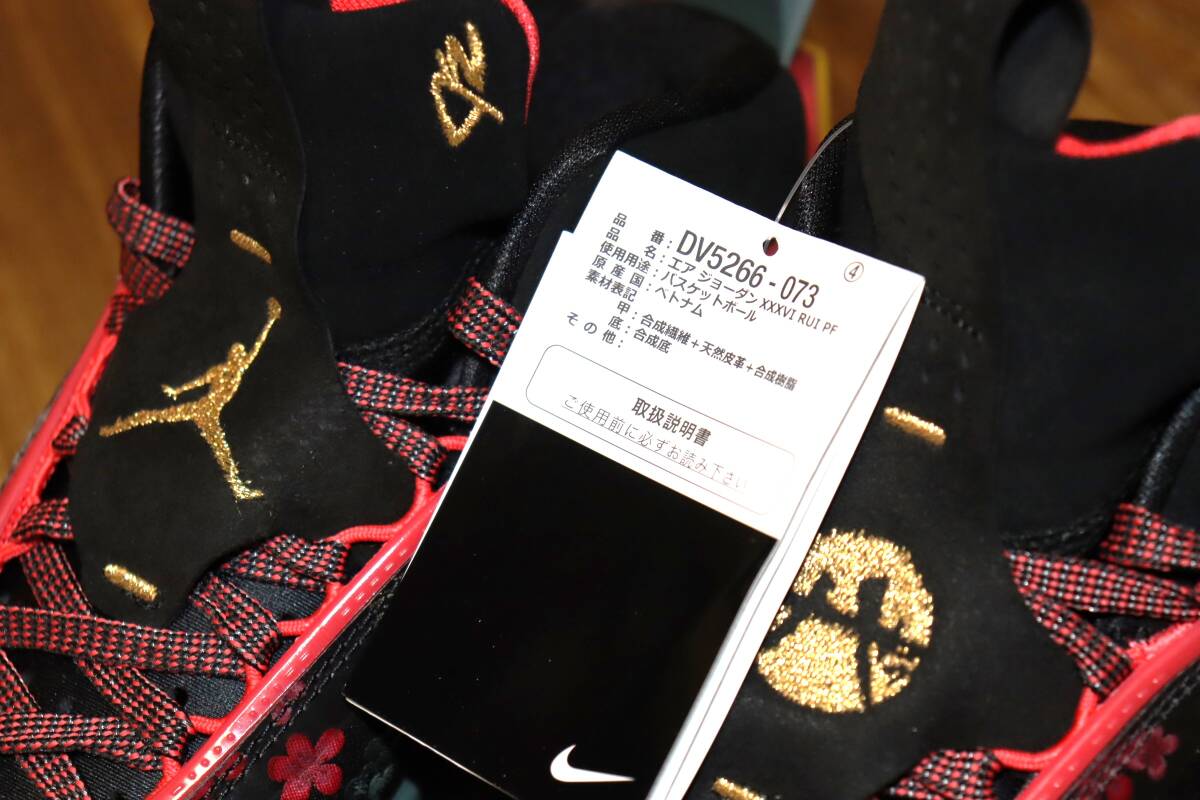 ④
品 番：DV5266-073
品 名：エア ジョーダン XXXVI RUI PF
使用用途：バスケットボール
原 産 国：ベトナム
素材表記
甲：合成繊維＋天然皮革＋合成樹脂
底：合成底
そ の 他：
取扱説明書
ご使用前に必ずお読み下さい